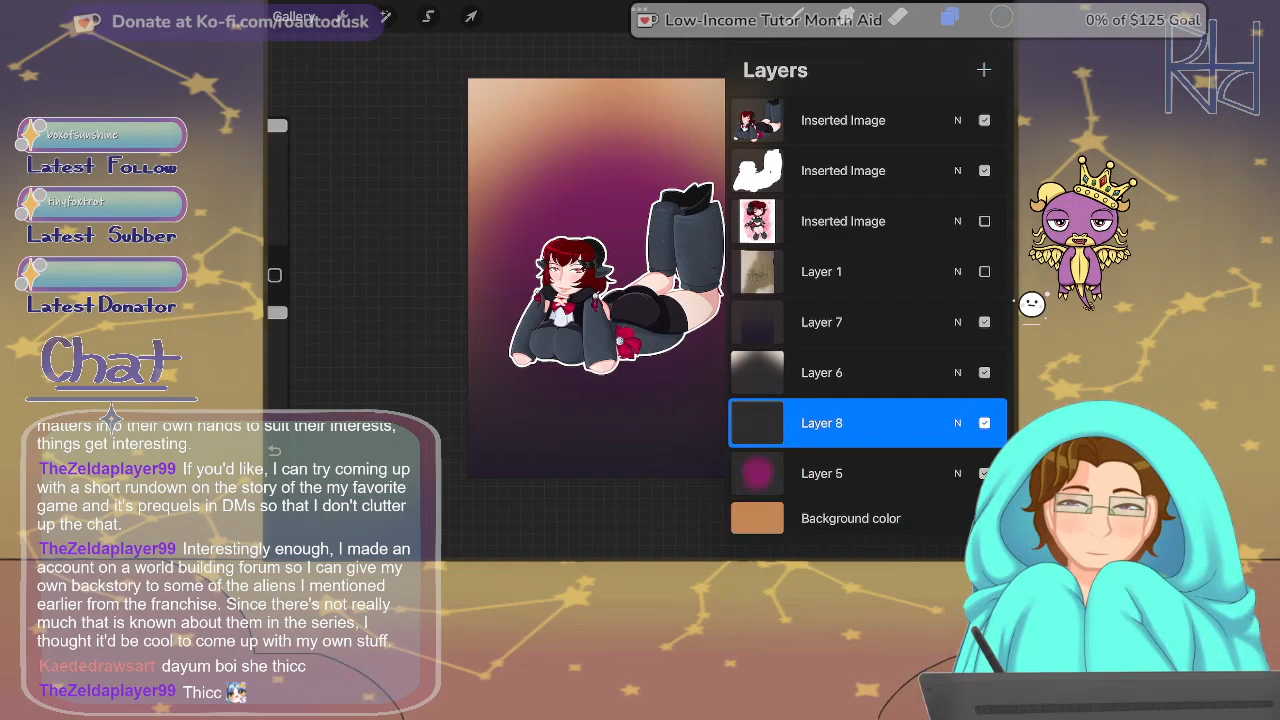 Donate at Ko-fi.com/roadtodusk
Gallery
Low-Income Tutor Month Aid
0% of $125 Goal
Layers
Inserted Image N
Inserted Image N
Inserted Image N
Layer 1 N
Layer 7 N
Layer 6 N
Layer 8 N
Layer 5 N
Background color
boxofsunshine
Latest Follow
tinyfoxtrot
Latest Subber
Latest Donator
Chat
matters into their own hands to suit their interests,
things get interesting.
TheZeldaplayer99 If you'd like, I can try coming up
with a short rundown on the story of the my favorite
game and it's prequels in DMs so that I don't clutter
up the chat.
TheZeldaplayer99 Interestingly enough, I made an
account on a world building forum so I can give my
own backstory to some of the aliens I mentioned
earlier from the franchise. Since there's not really
much that is known about them in the series, I
thought it'd be cool to come up with my own stuff.
Kaededrawsart dayum boi she thicc
TheZeldaplayer99 Thicc